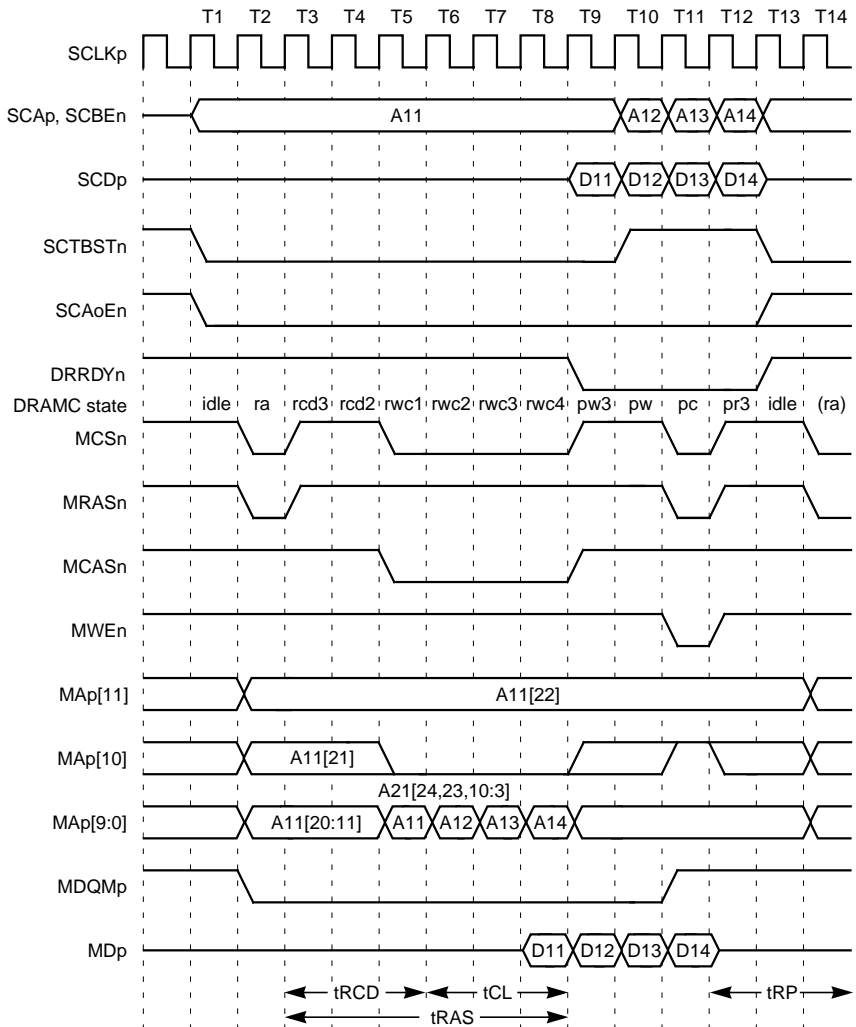 T1 T2 T3 T4 T5 T6 T7 T8 T9 T10 T11 T12 T13 T14
SCLKp
SCAp, SCBEn A11 A12 A13 A14
SCDp D11 D12 D13 D14
SCTBSTn
SCAoEn
DRRDYn
DRAMC state idle ra rcd3 rcd2 rwc1 rwc2 rwc3 rwc4 pw3 pw pc pr3 idle (ra)
MCSn
MRASn
MCASn
MWEn
MAp[11] A11[22]
MAp[10] A11[21]
A21[24,23,10:3]
MAp[9:0] A11[20:11] A11 A12 A13 A14
MDQMp
MDp D11 D12 D13 D14
tRCD tCL tRP
tRAS